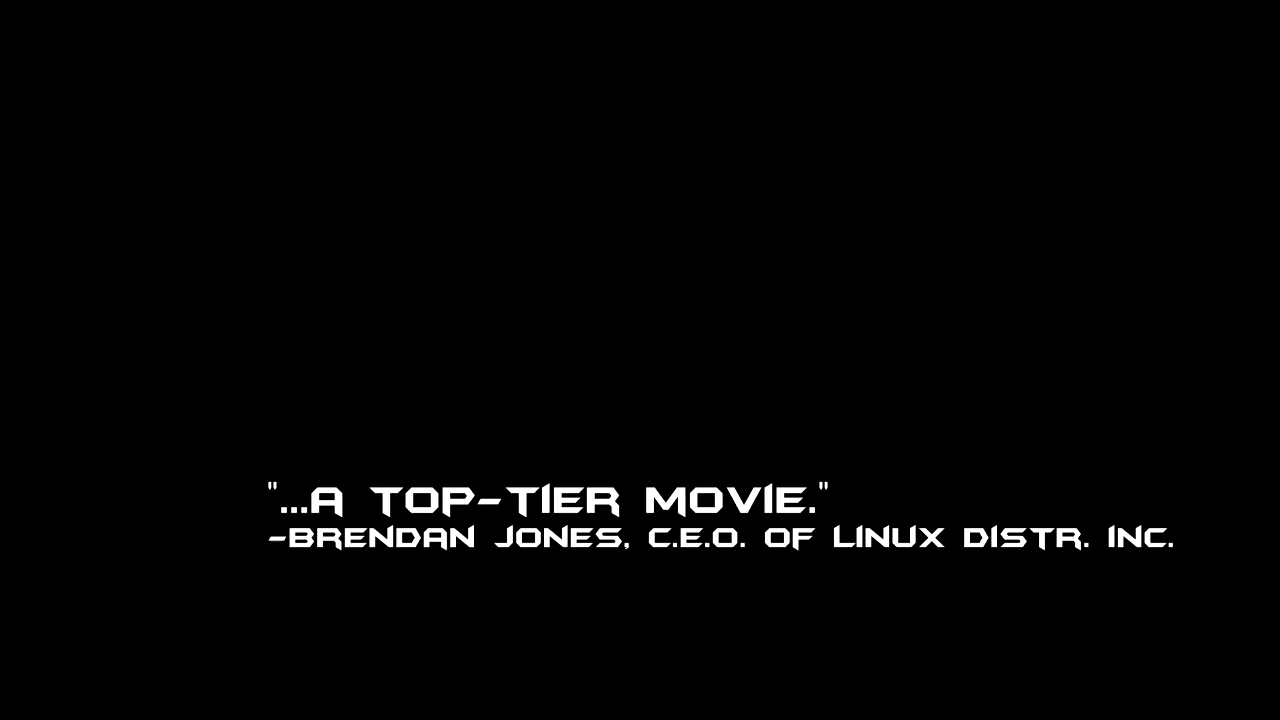 "...A TOP-TIER MOVIE."
-BRENDAN JONES, C.E.O. OF LINUX DISTR. INC.